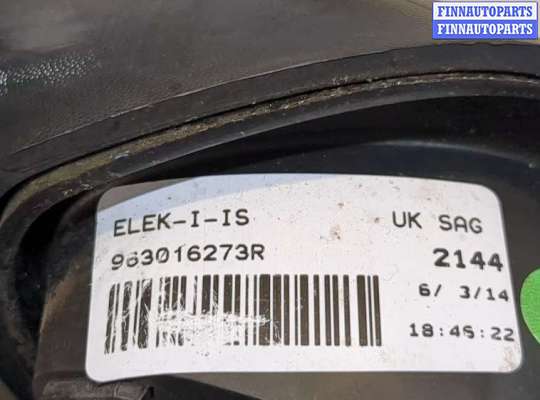 FINNAUTOPARTS
FINNAUTOPARTS
ELEK-I-IS UK SAG
963016273R 2144
6/ 3/14
18:46:22